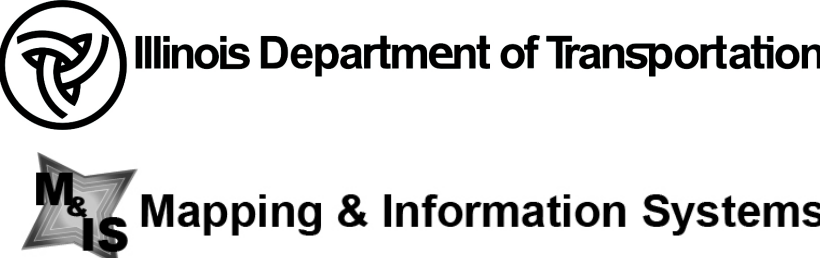 Illinois Department of Transportation
M&IS Mapping & Information Systems